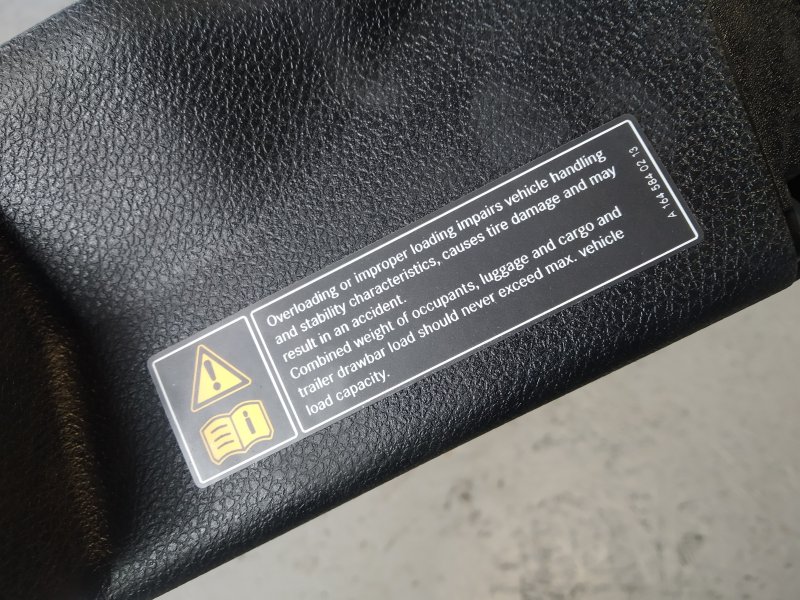 Overloading or improper loading impairs vehicle handling
and stability characteristics, causes tire damage and may
result in an accident.
Combined weight of occupants, luggage and cargo and
trailer drawbar load should never exceed max. vehicle
load capacity.
A 164 584 02 13